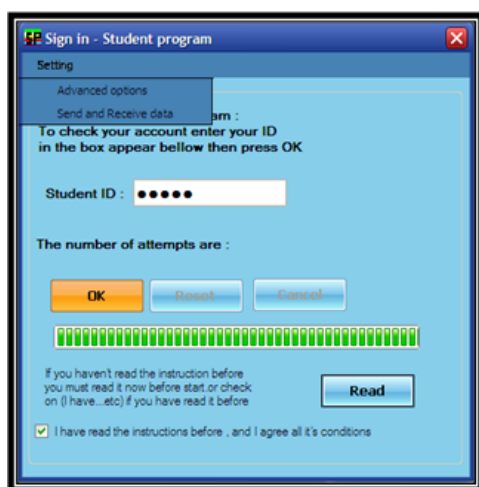 Sign in - Student program
Setting
Advanced options
Send and Receive data
am :
To check your account enter your ID
in the box appear bellow then press OK
Student ID : ●●●●●
The number of attempts are :
OK Reset Cancel
If you haven't read the instruction before
you must read it now before start.or check
on (I have...etc) if you have read it before
Read
I have read the instructions before , and I agree all it's conditions